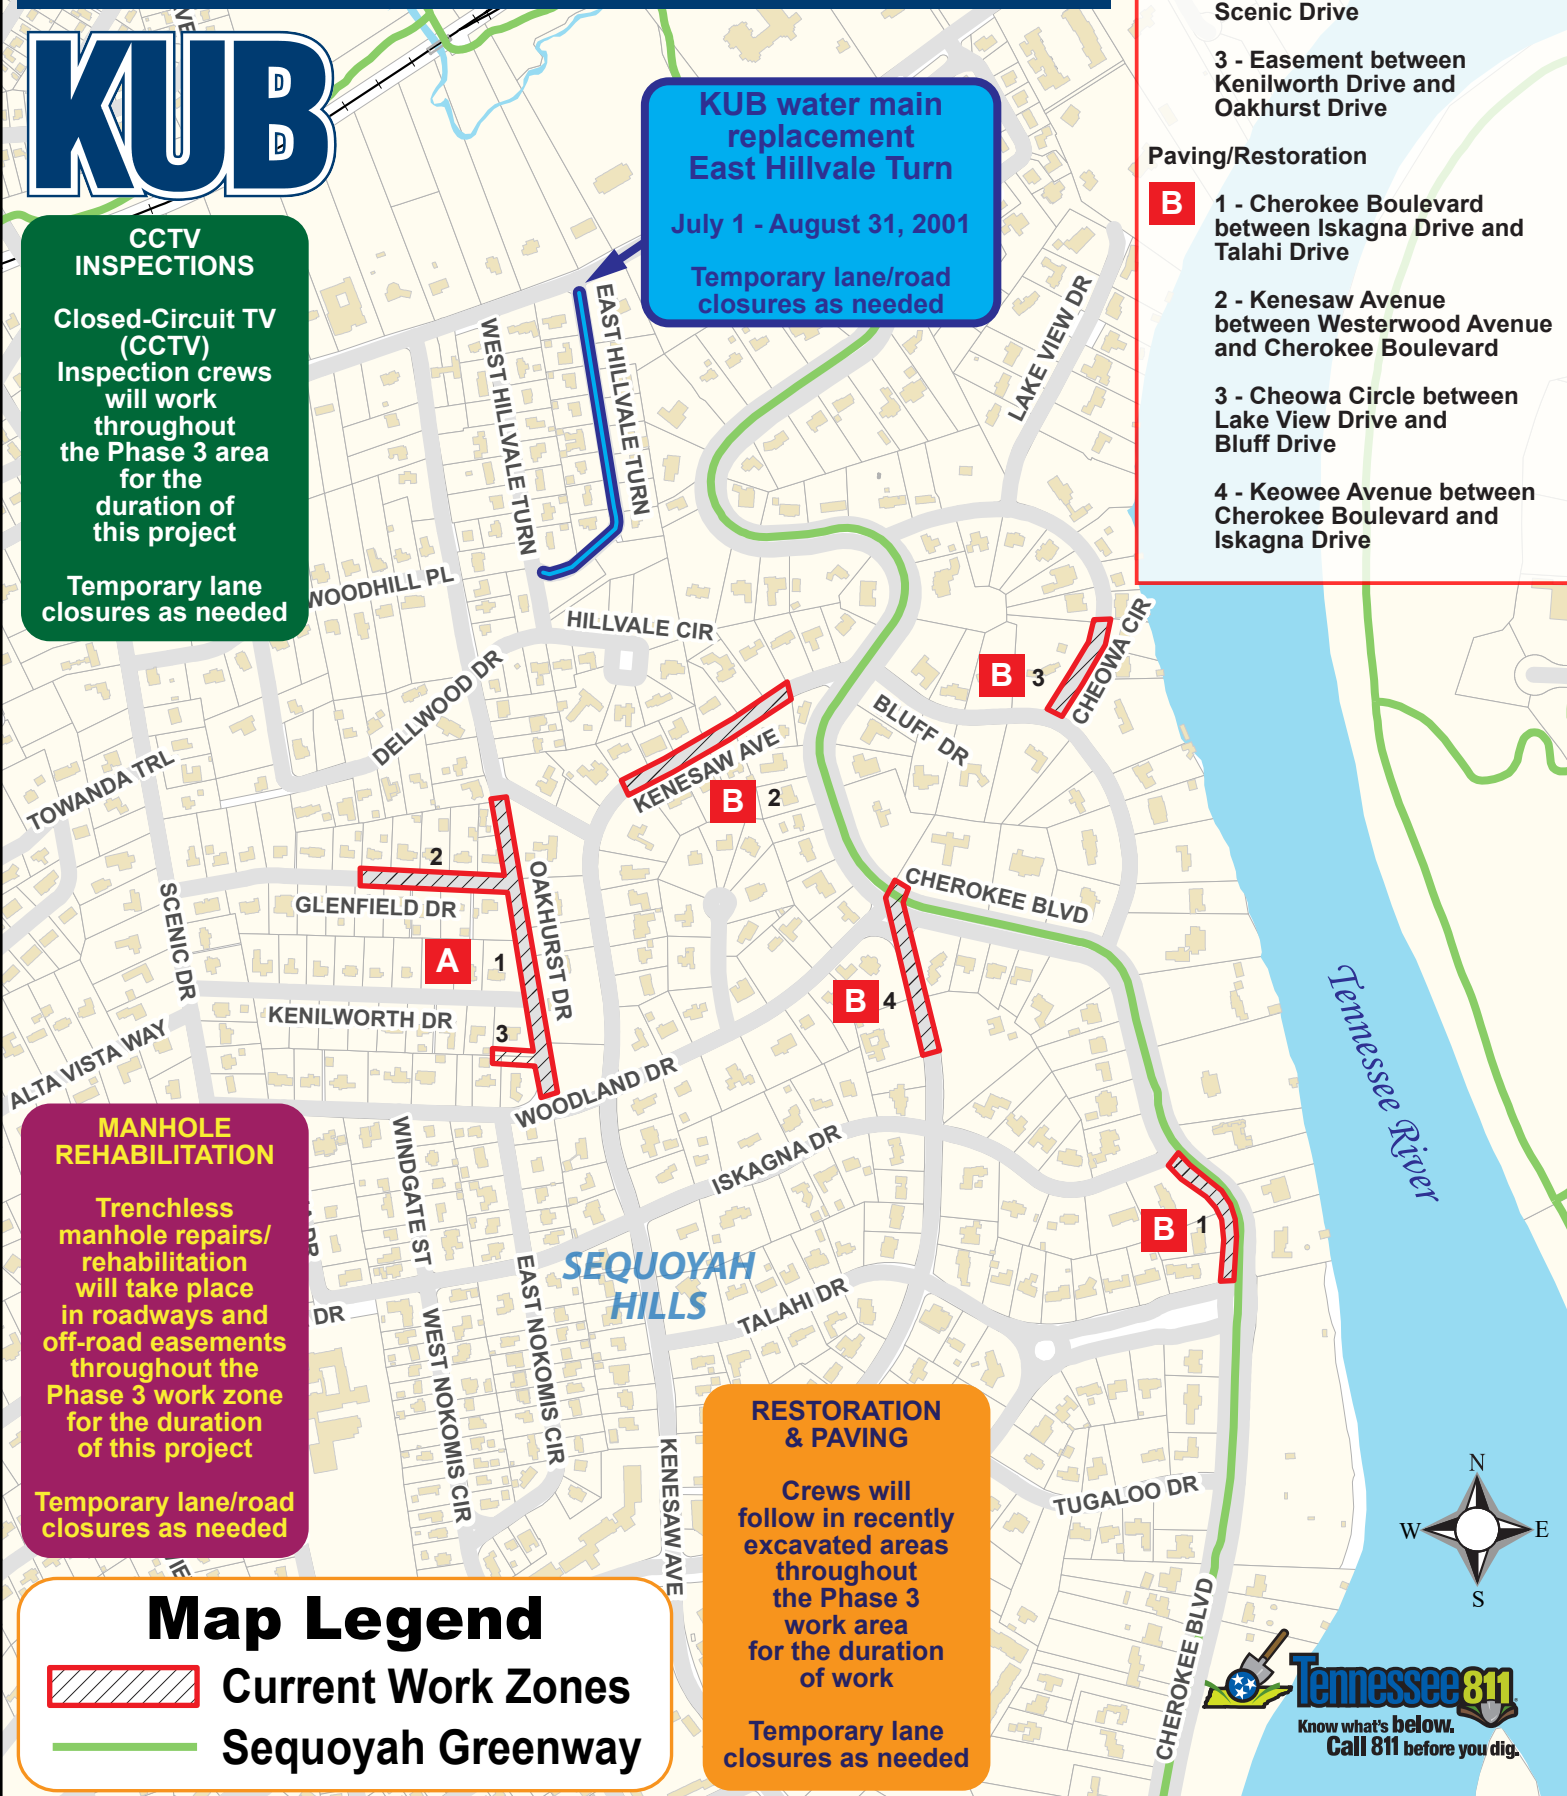 KUB
CCTV
INSPECTIONS
Closed-Circuit TV
(CCTV)
Inspection crews
will work
throughout
the Phase 3 area
for the
duration of
this project
Temporary lane
closures as needed
KUB water main
replacement
East Hillvale Turn
July 1 - August 31, 2001
Temporary lane/road
closures as needed
Scenic Drive
3 - Easement between
Kenilworth Drive and
Oakhurst Drive
Paving/Restoration
B
1 - Cherokee Boulevard
between Iskagna Drive and
Talahi Drive
2 - Kenesaw Avenue
between Westerwood Avenue
and Cherokee Boulevard
3 - Cheowa Circle between
Lake View Drive and
Bluff Drive
4 - Keowee Avenue between
Cherokee Boulevard and
Iskagna Drive
WEST HILLVALE TURN
EAST HILLVALE TURN
LAKE VIEW DR
WOODHILL PL
HILLVALE CIR
DELLWOOD DR
B 3
CHEOWA CIR
BLUFF DR
KENESAW AVE
B 2
TOWANDA TRL
2
GLENFIELD DR
SCENIC DR
OAKHURST DR
CHEROKEE BLVD
A 1
B 4
KENILWORTH DR
3
ALTA VISTA WAY
WOODLAND DR
Tennessee River
WINDGATE ST
ISKAGNA DR
B 1
SEQUOYAH
HILLS
DR
TALAHI DR
EAST NOKOMIS CIR
WEST NOKOMIS CIR
KENESAW AVE
TUGALOO DR
CHEROKEE BLVD
MANHOLE
REHABILITATION
Trenchless
manhole repairs/
rehabilitation
will take place
in roadways and
off-road easements
throughout the
Phase 3 work zone
for the duration
of this project
Temporary lane/road
closures as needed
RESTORATION
& PAVING
Crews will
follow in recently
excavated areas
throughout
the Phase 3
work area
for the duration
of work
Temporary lane
closures as needed
N
W E
S
Map Legend
Current Work Zones
Sequoyah Greenway
Tennessee 811
Know what's below.
Call 811 before you dig.